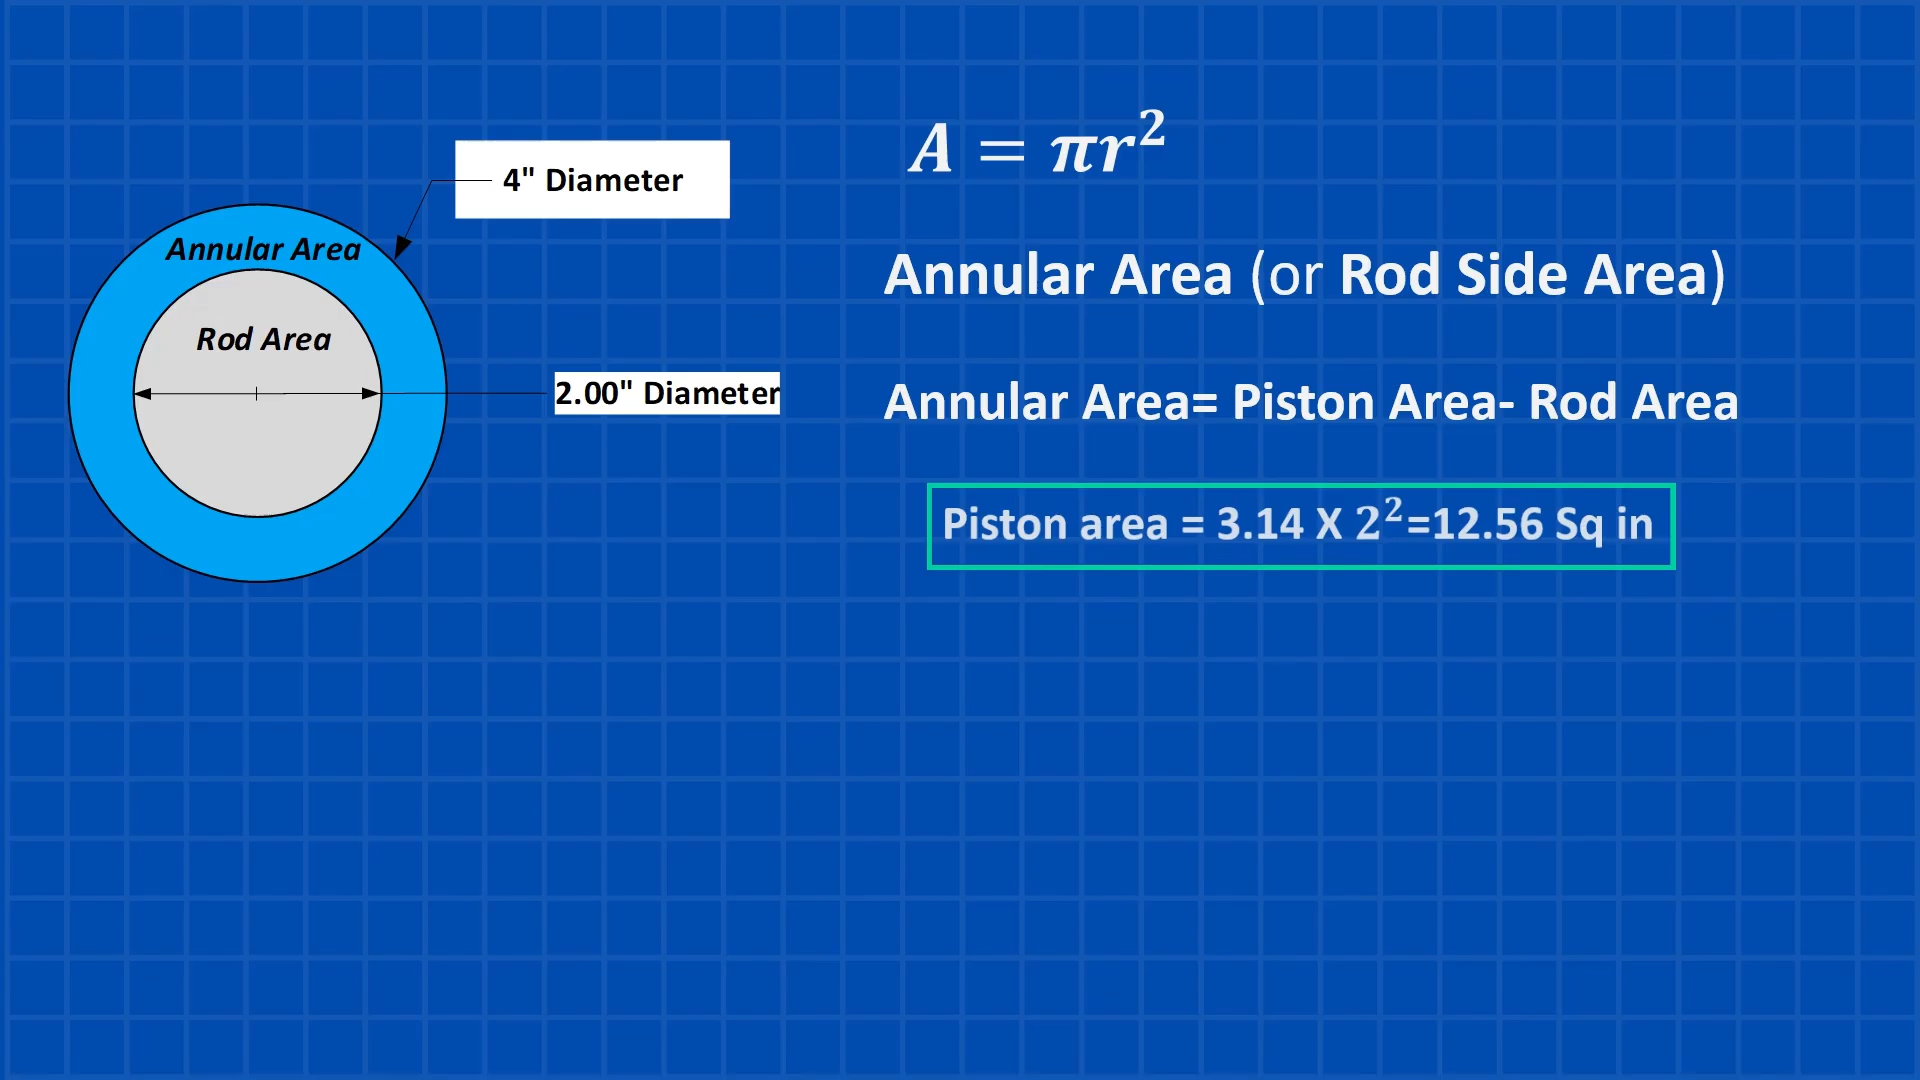 A = πr²
4" Diameter
Annular Area
Annular Area (or Rod Side Area)
Rod Area
2.00" Diameter
Annular Area= Piston Area- Rod Area
Piston area = 3.14 X 2²=12.56 Sq in